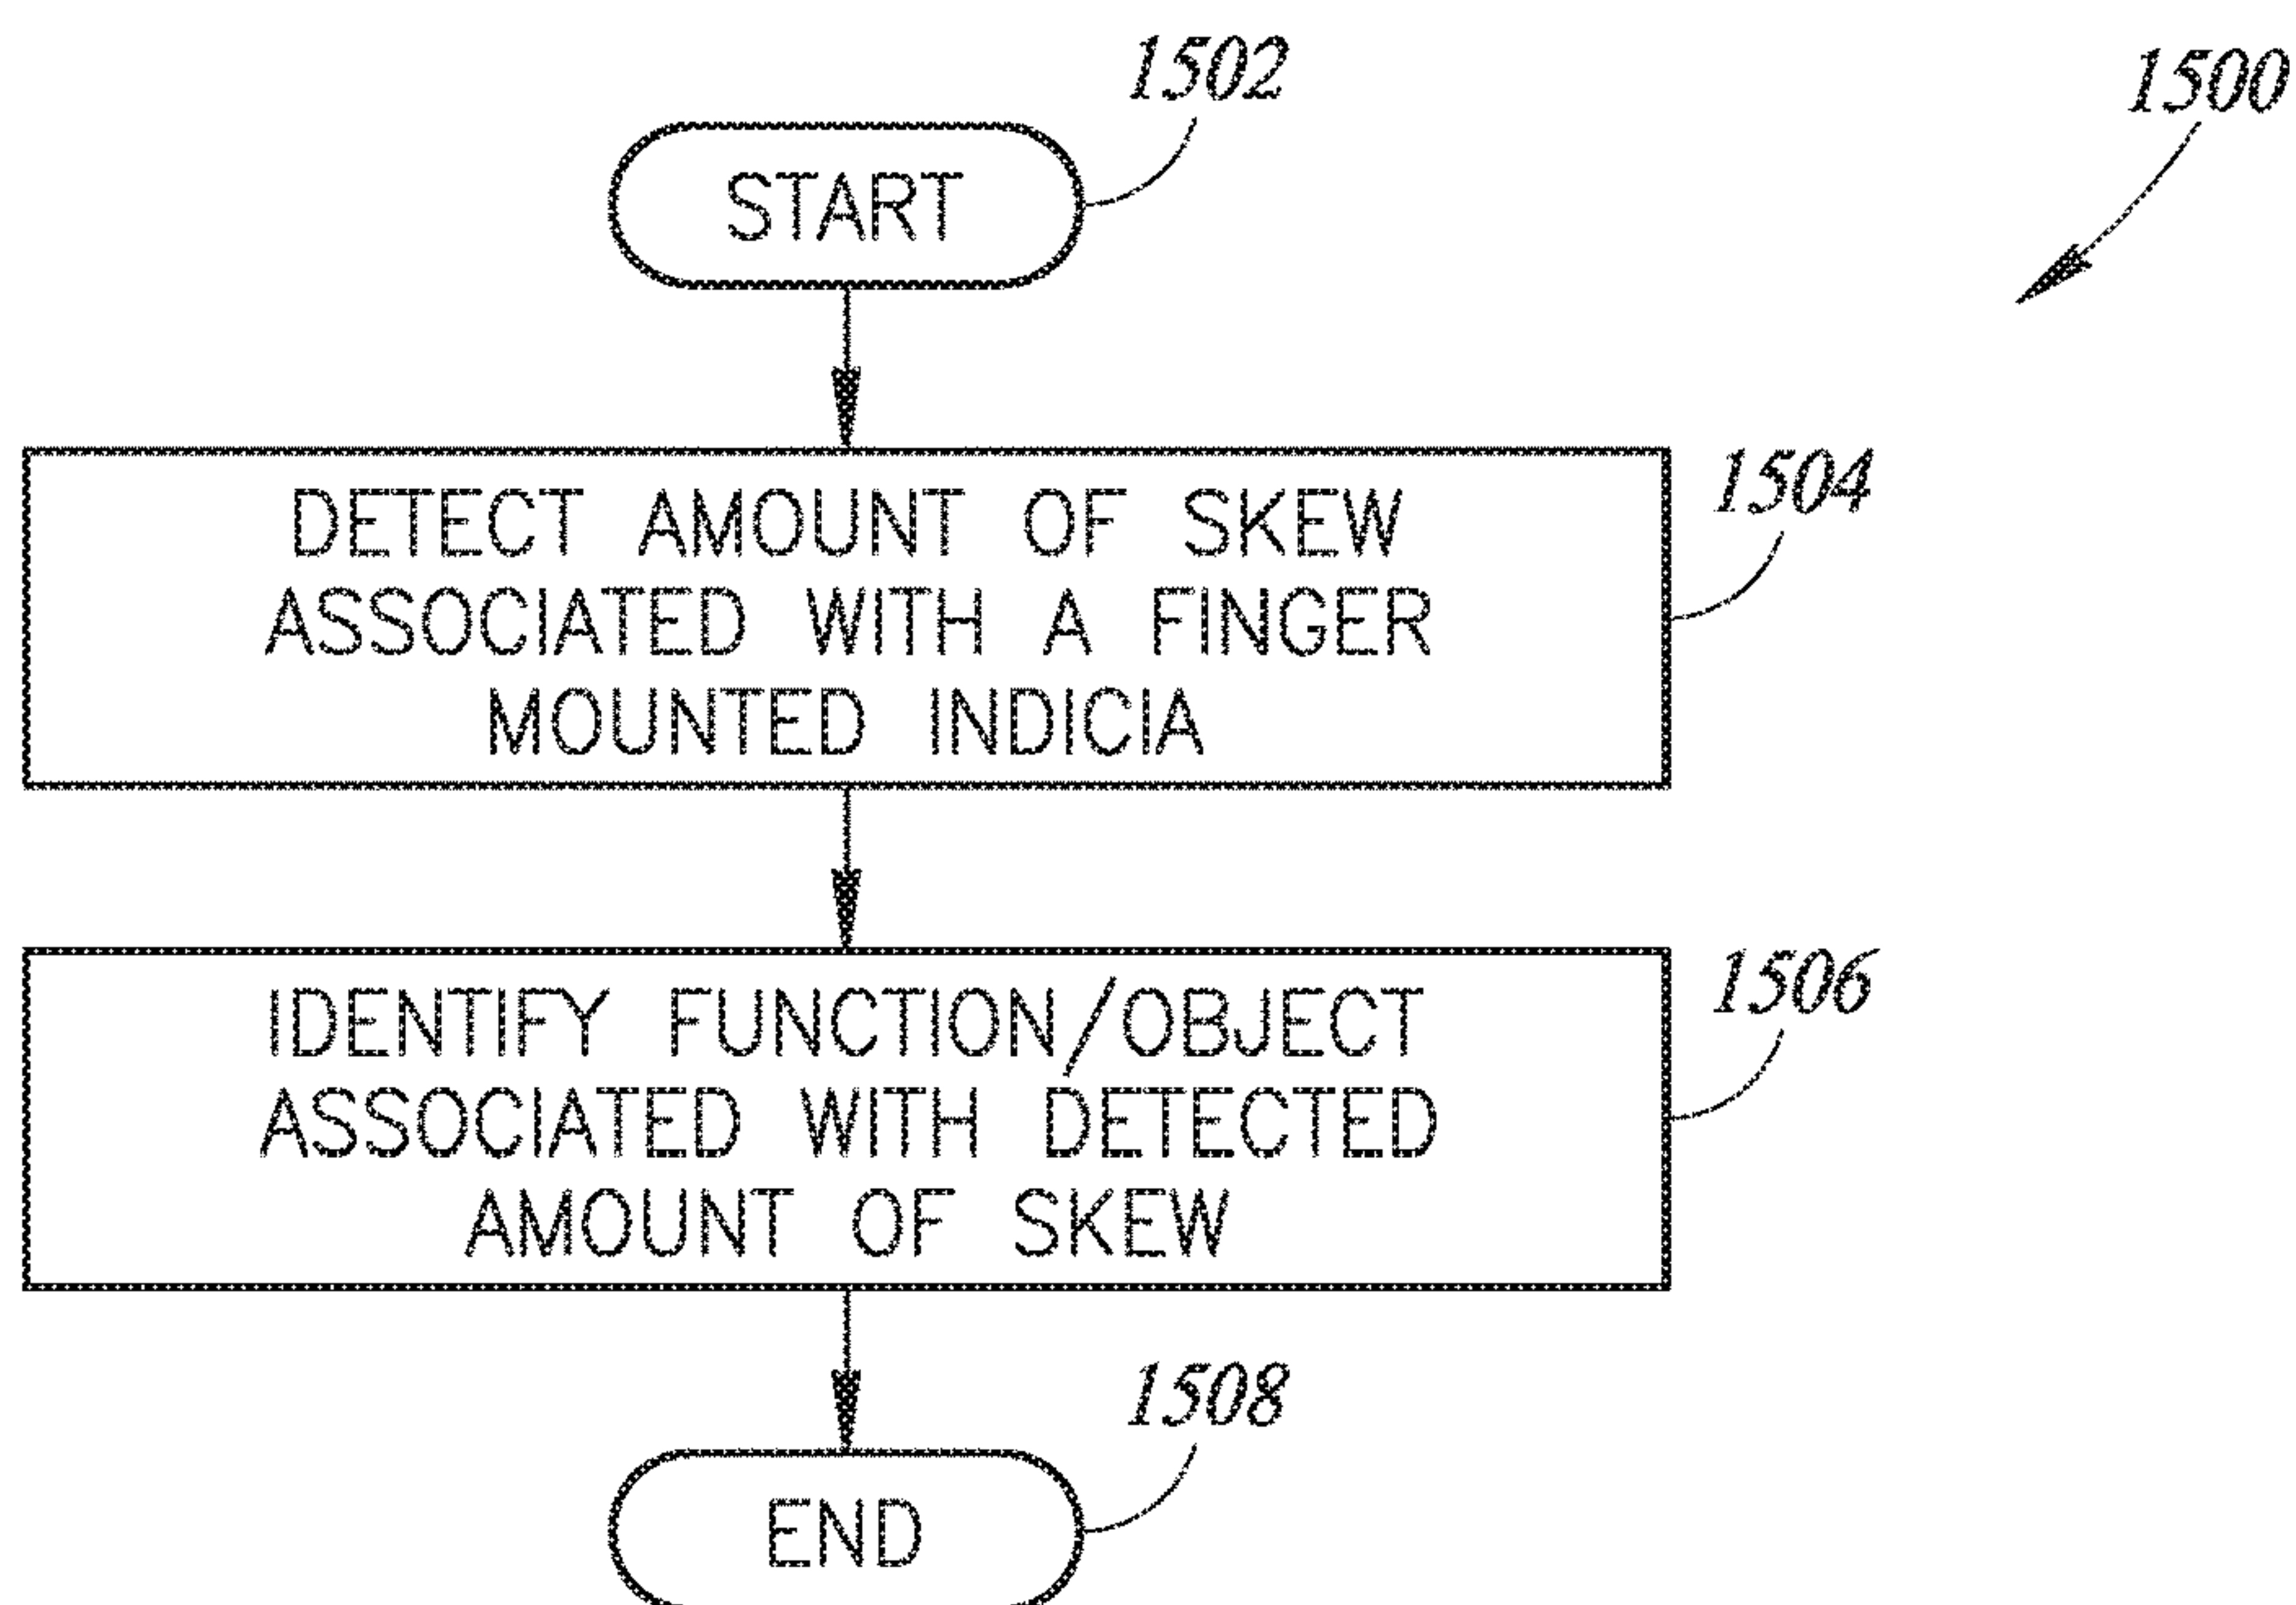 1502
1500
START
DETECT AMOUNT OF SKEW
ASSOCIATED WITH A FINGER
MOUNTED INDICIA
1504
IDENTIFY FUNCTION/OBJECT
ASSOCIATED WITH DETECTED
AMOUNT OF SKEW
1506
1508
END